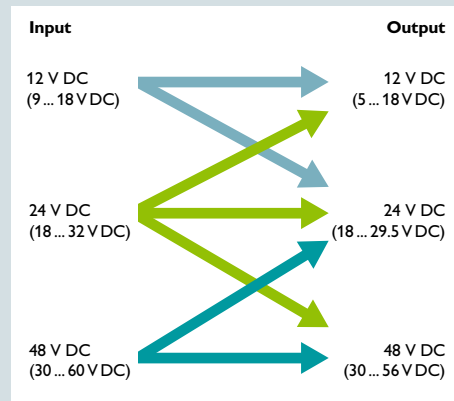 Input Output
12 V DC 12 V DC
(9 ... 18 V DC) (5 ... 18 V DC)
24 V DC 24 V DC
(18 ... 32 V DC) (18 ... 29.5 V DC)
48 V DC 48 V DC
(30 ... 60 V DC) (30 ... 56 V DC)